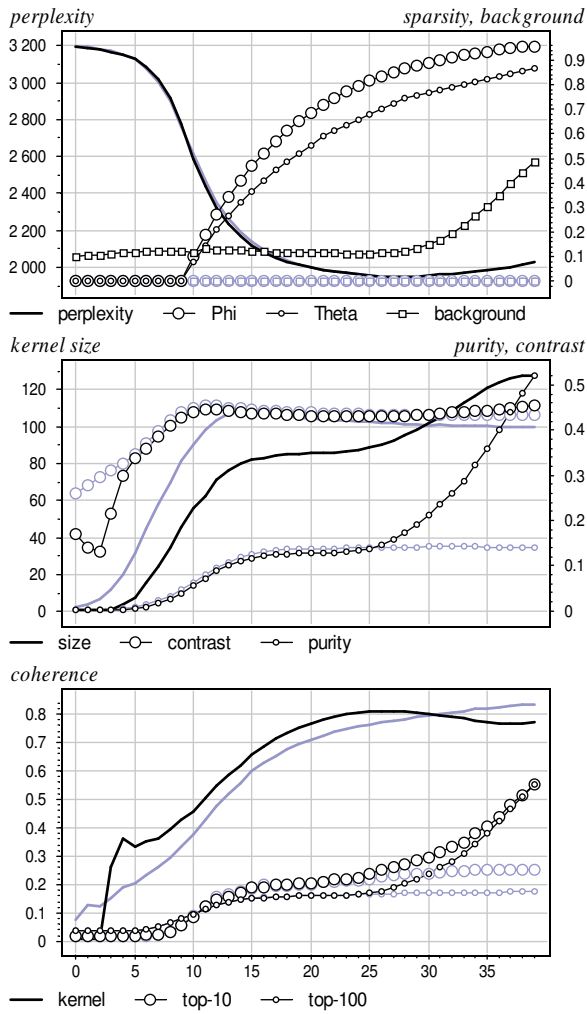 perplexity sparsity, background
3 200
3 000 0.9
2 800 0.8
0.7
2 600 0.6
0.5
2 400 0.4
0.3
2 200 0.2
0.1
2 000 0
perplexity Phi Theta background
kernel size purity, contrast
120 0.5
100 0.4
80
60 0.3
40 0.2
20 0.1
0 0
size contrast purity
coherence
0.8
0.7
0.6
0.5
0.4
0.3
0.2
0.1
0
0 5 10 15 20 25 30 35
kernel top-10 top-100